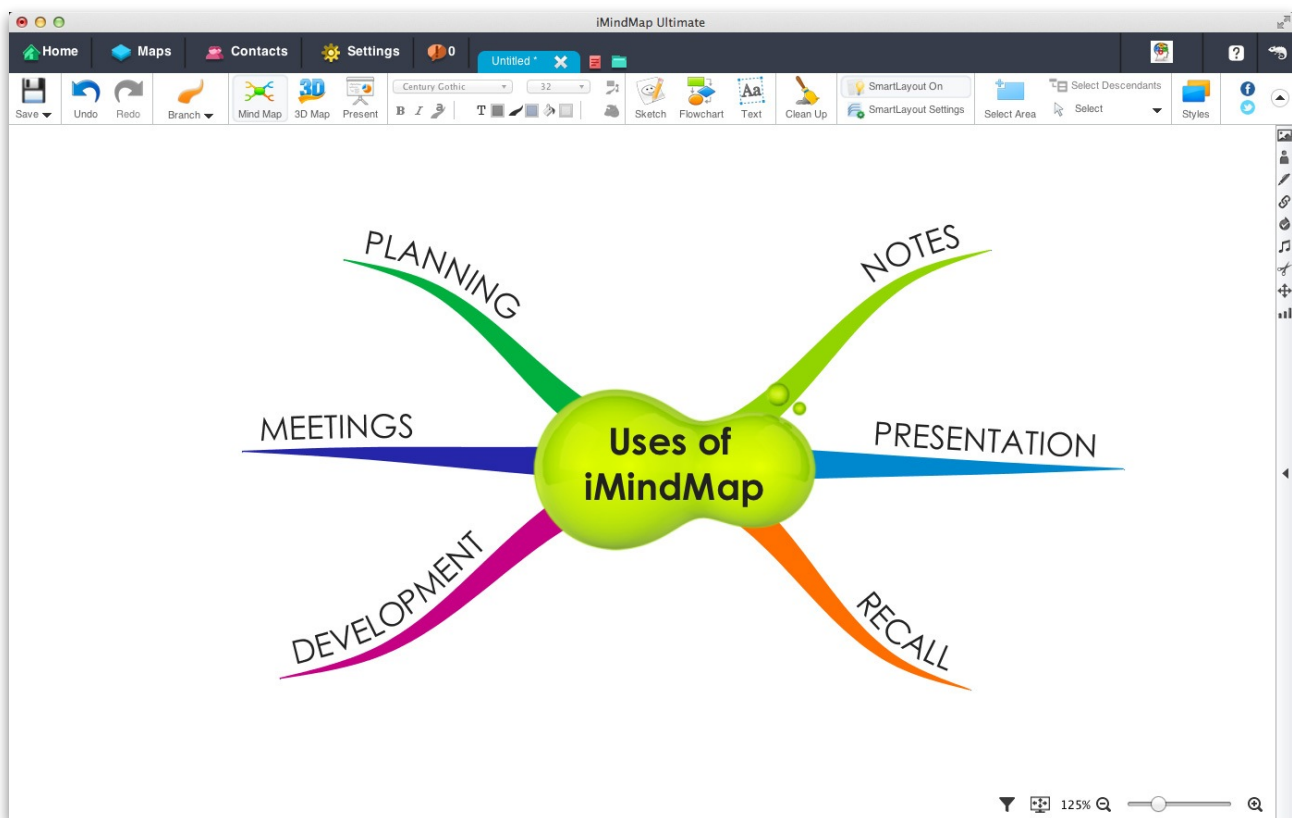 iMindMap Ultimate
Home Maps Contacts Settings 0 Untitled * ?
Century Gothic 32 Aa SmartLayout On Select Descendants
3D
B I T SmartLayout Settings Select
Save Undo Redo Branch Mind Map 3D Map Present Sketch Flowchart Text Clean Up Select Area Styles
PLANNING
NOTES
MEETINGS
PRESENTATION
Uses of
iMindMap
DEVELOPMENT
RECALL
125%